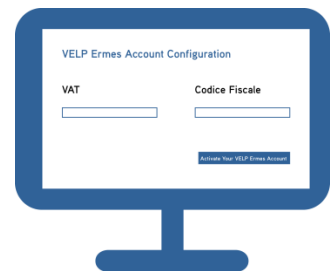 VELP Ermes Account Configuration
VAT
Codice Fiscale
Activate Your VELP Ermes Account